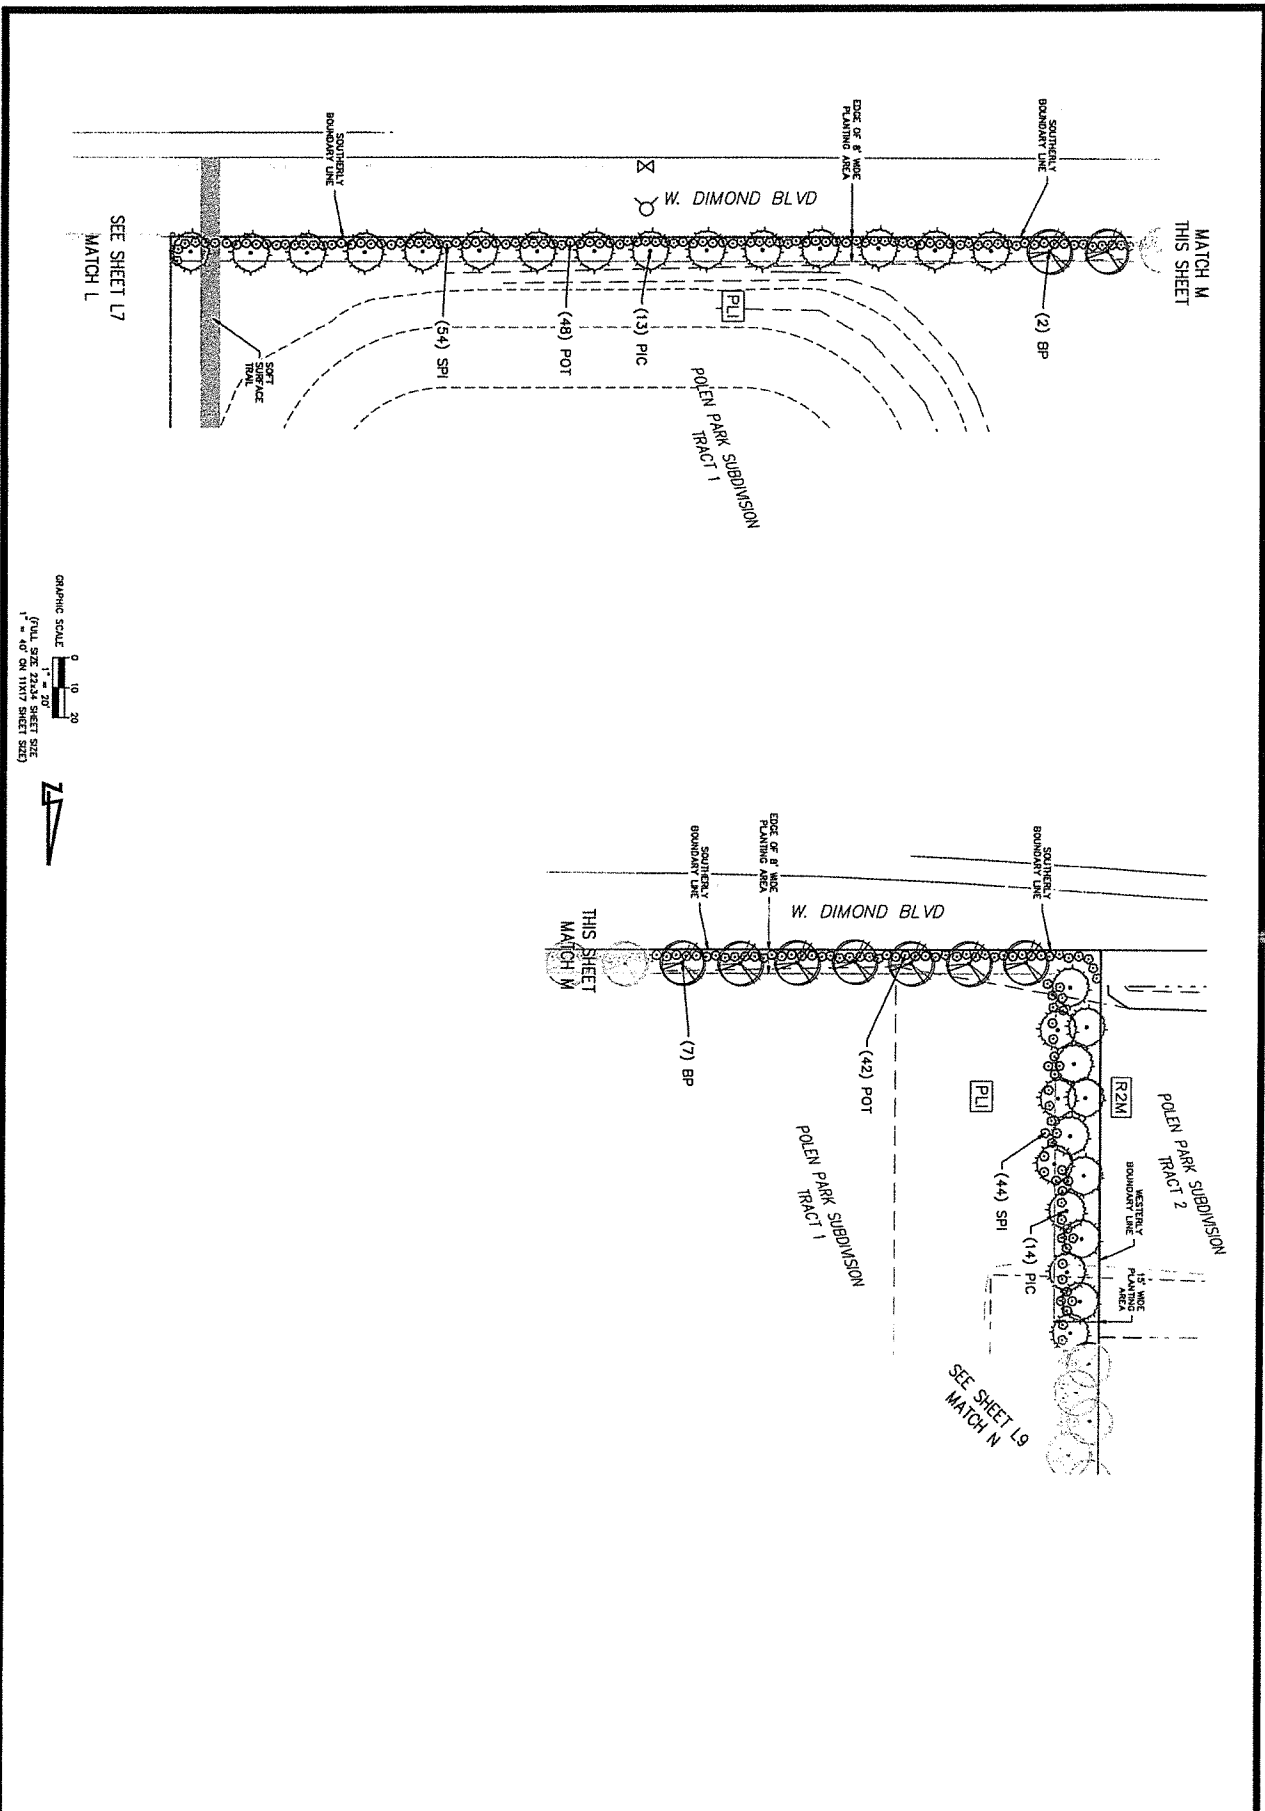 MATCH M
THIS SHEET
SOUTHERLY
BOUNDARY LINE
EDGE OF 8' WIDE
PLANTING AREA
SOUTHERLY
BOUNDARY LINE
W. DIMOND BLVD
SEE SHEET L7
MATCH L
(2) BP
PLI
(13) PIC
(48) POT
(54) SPI
SOFT
SURFACE
TRAIL
POLEN PARK SUBDIVISION
TRACT 1
GRAPHIC SCALE
0
10
20
1" = 20'
(FULL SIZE 22x34 SHEET SIZE
1" = 40' ON 11X17 SHEET SIZE)
Z
EDGE OF 8' WIDE
PLANTING AREA
SOUTHERLY
BOUNDARY LINE
SOUTHERLY
BOUNDARY LINE
W. DIMOND BLVD
THIS SHEET
MATCH M
(7) BP
(42) POT
PLI
R2M
POLEN PARK SUBDIVISION
TRACT 2
POLEN PARK SUBDIVISION
TRACT 1
(44) SPI
(14) PIC
WESTERLY
BOUNDARY LINE
15' WIDE
PLANTING
AREA
SEE SHEET L9
MATCH N